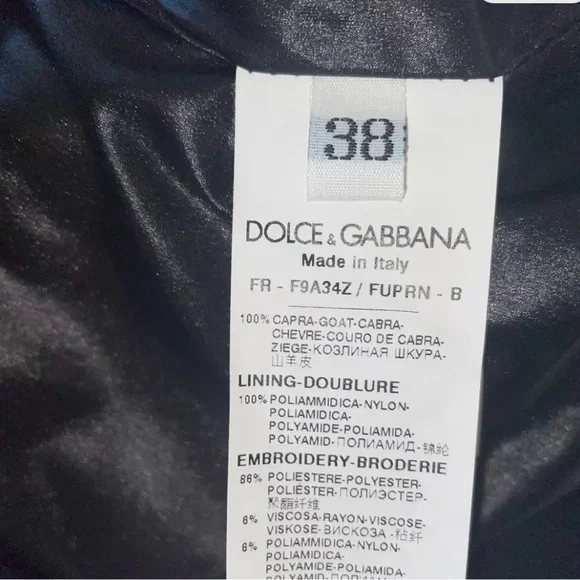 38
DOLCE & GABBANA
Made in Italy
FR - F9A34Z / FUPRN - B
100% CAPRA-GOAT-CABRA-
CHEVRE-COURO DE CABRA-
ZIEGE-КОЗЛИНАЯ ШКУРА-
山羊皮
LINING-DOUBLURE
100% POLIAMMIDICA-NYLON-
POLIAMIDICA-
POLYAMIDE-POLIAMIDA-
POLYAMID-ПОЛИАМИД-锦纶
EMBROIDERY-BRODERIE
POLIESTERE-POLYESTER-
POLIÉSTER-ПОЛИЭСТЕР-
聚酯纤维
6% VISCOSA-RAYON-VISCOSE-
VISKOSE-ВИСКОЗА-粘纤
6% POLIAMMIDICA-NYLON-
POLIAMIDICA-
POLYAMIDE-POLIAMIDA-